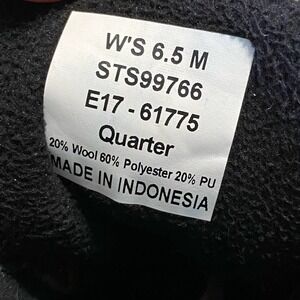 W'S 6.5 M
STS99766
E17 - 61775
Quarter
20% Wool 60% Polyester 20% PU
MADE IN INDONESIA